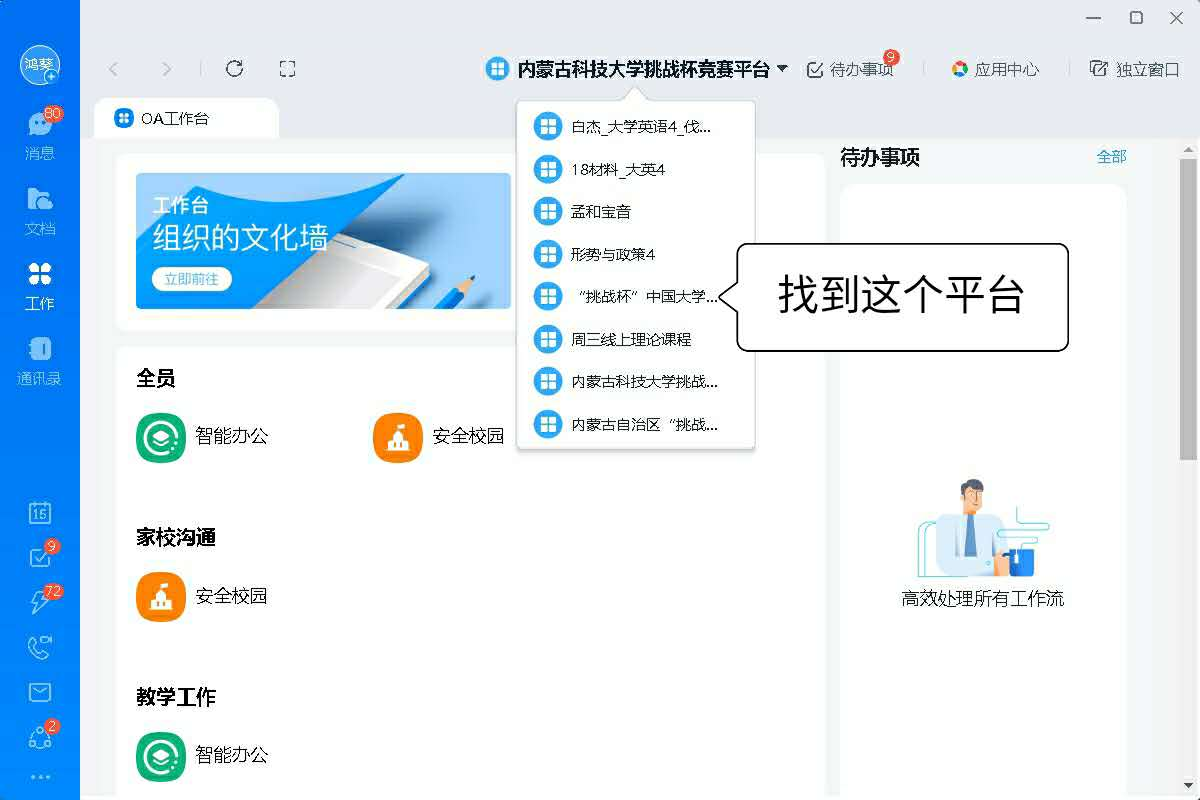 鸿葵
80
消息
文档
工作
通讯录
15
9
72
2
内蒙古科技大学挑战杯竞赛平台
待办事项
9
应用中心
独立窗口
OA工作台
白杰_大学英语4_伐...
18材料_大英4
孟和宝音
形势与政策4
“挑战杯”中国大学...
周三线上理论课程
内蒙古科技大学挑战...
内蒙古自治区“挑战...
找到这个平台
工作台
组织的文化墙
立即前往
全员
智能办公
安全校园
家校沟通
安全校园
教学工作
智能办公
待办事项
全部
高效处理所有工作流